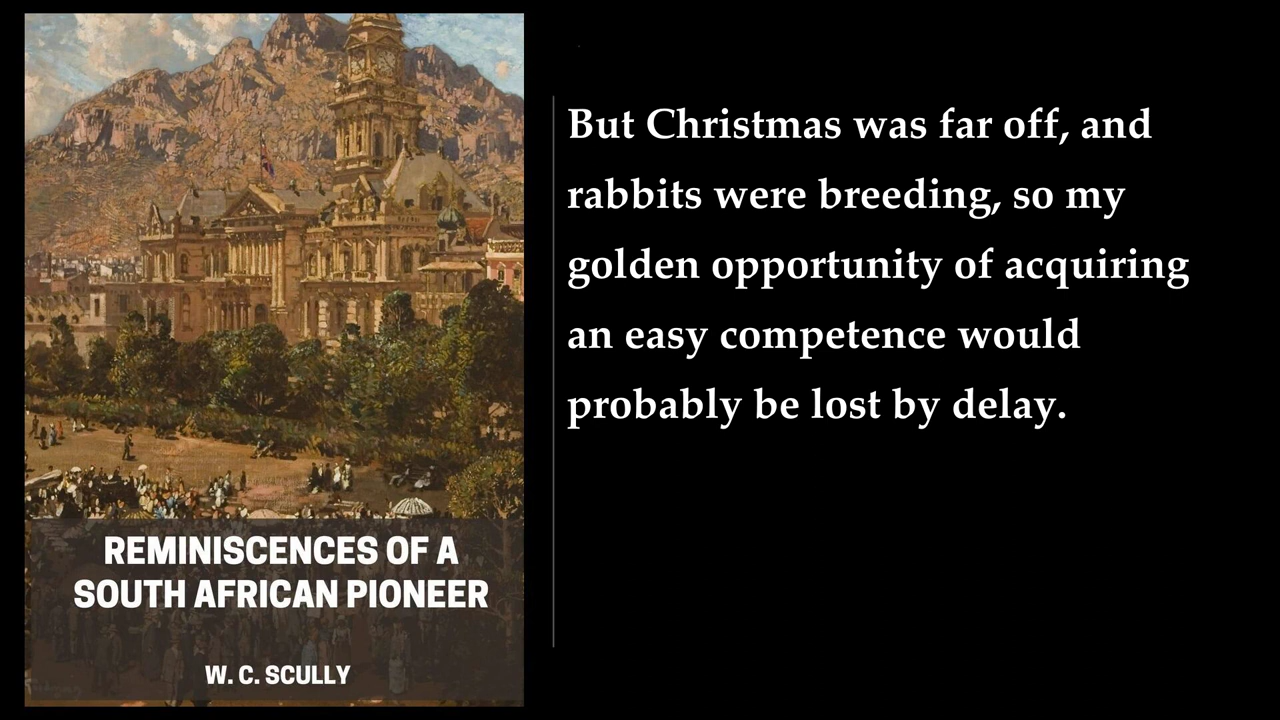 But Christmas was far off, and
rabbits were breeding, so my
golden opportunity of acquiring
an easy competence would
probably be lost by delay.
REMINISCENCES OF A
SOUTH AFRICAN PIONEER
W. C. SCULLY